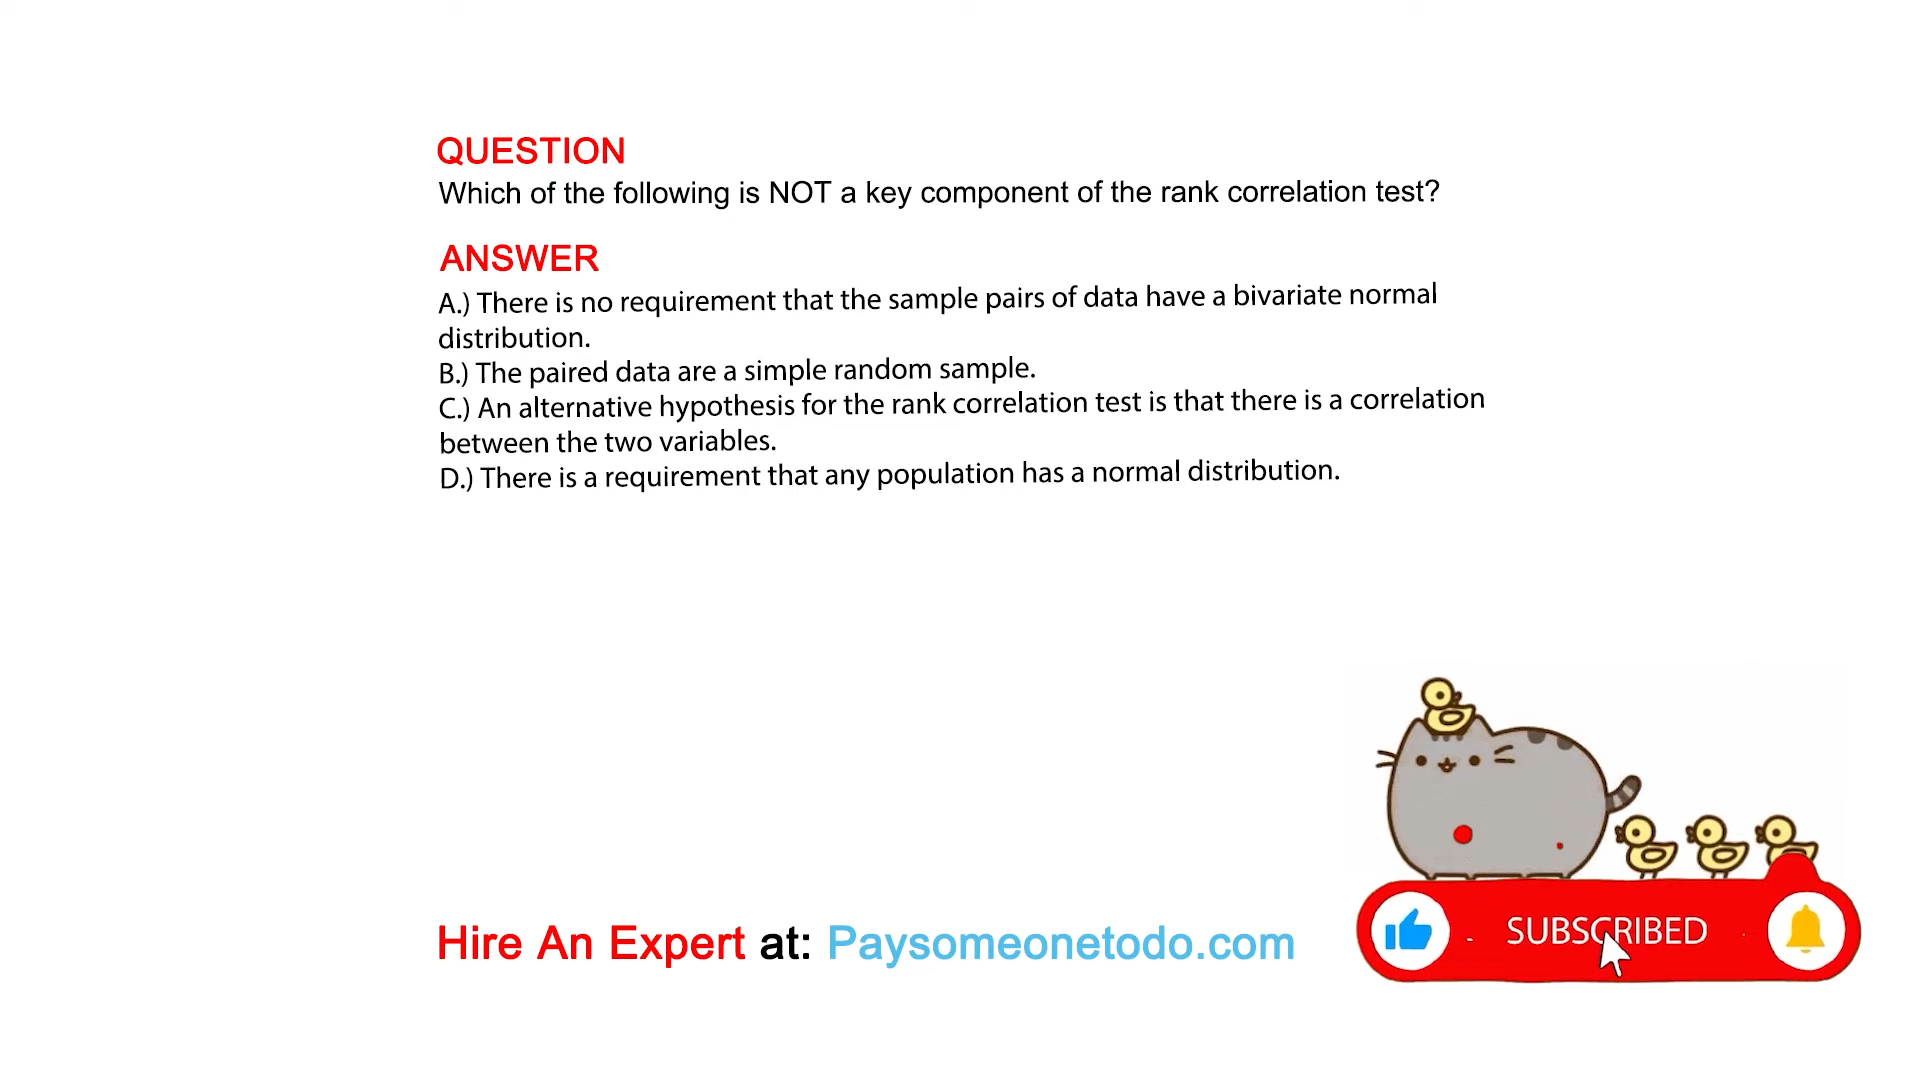 QUESTION
Which of the following is NOT a key component of the rank correlation test?
ANSWER
A.) There is no requirement that the sample pairs of data have a bivariate normal
distribution.
B.) The paired data are a simple random sample.
C.) An alternative hypothesis for the rank correlation test is that there is a correlation
between the two variables.
D.) There is a requirement that any population has a normal distribution.
Hire An Expert at: Paysomeonetodo.com
SUBSCRIBED